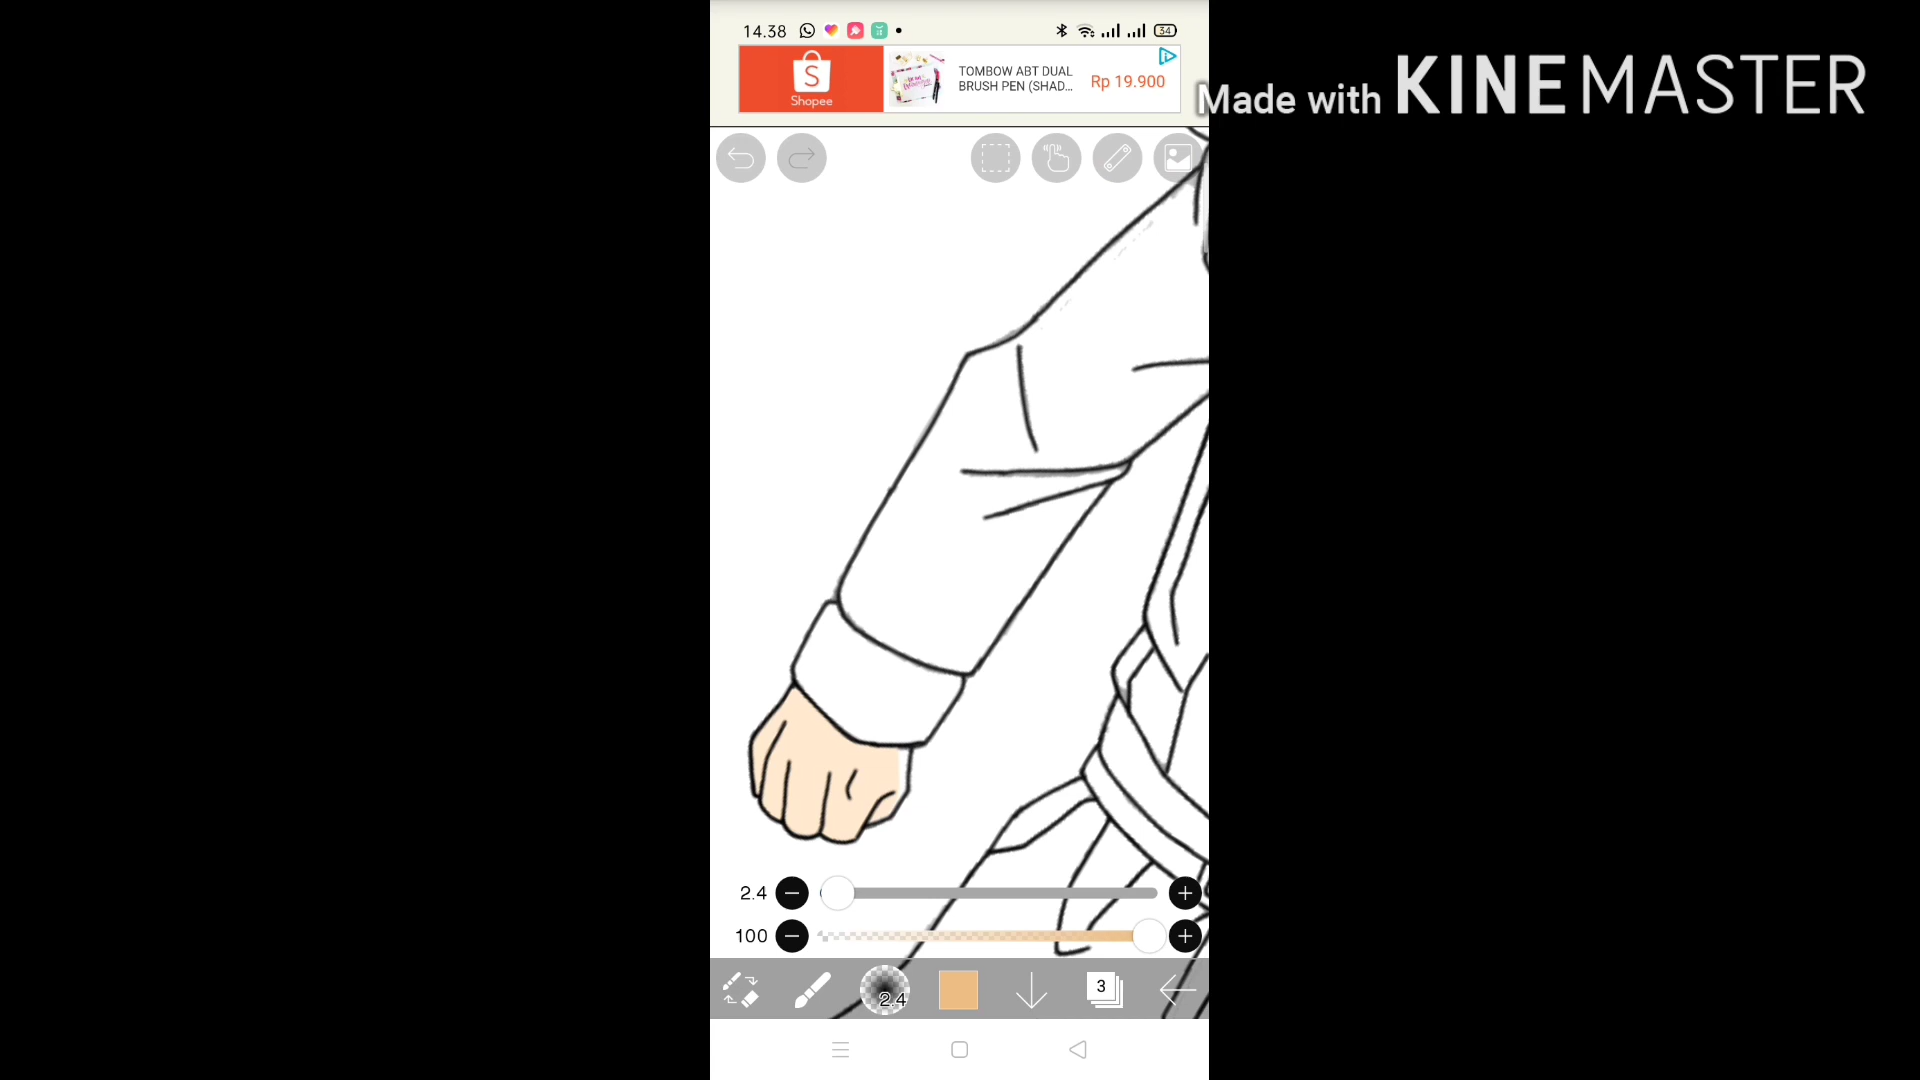 14.38
34
Shopee
TOMBOW ABT DUAL
BRUSH PEN (SHAD...
Rp 19.900
Made with KINEMASTER
2.4
100
2.4
3